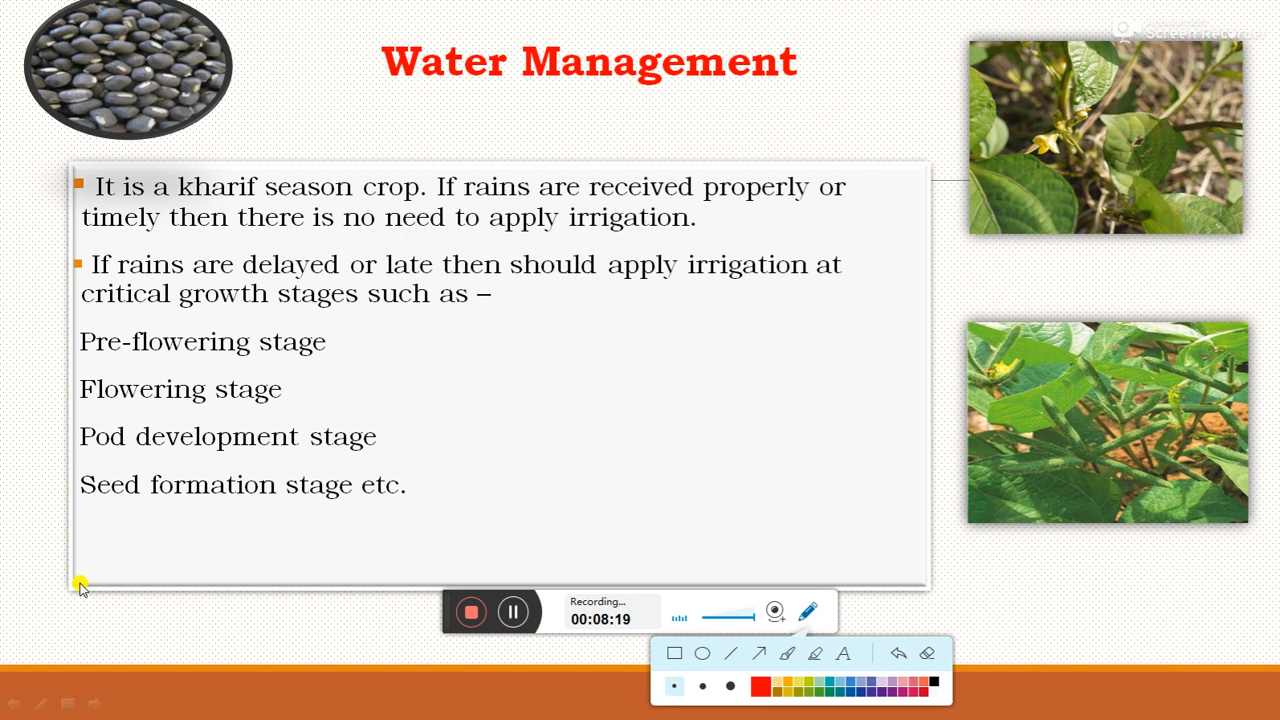 Screen Recorder
Water Management
It is a kharif season crop. If rains are received properly or
timely then there is no need to apply irrigation.
If rains are delayed or late then should apply irrigation at
critical growth stages such as –
Pre-flowering stage
Flowering stage
Pod development stage
Seed formation stage etc.
Recording...
00:08:19
A